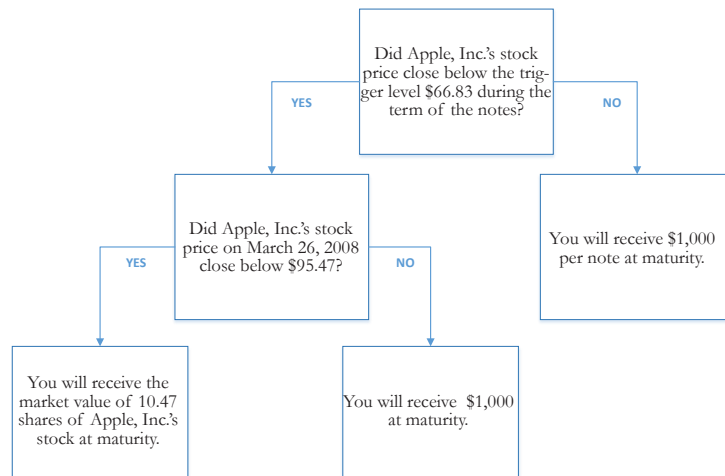 Did Apple, Inc.'s stock
price close below the trig-
ger level $66.83 during the
term of the notes?
YES
NO
Did Apple, Inc.'s stock
price on March 26, 2008
close below $95.47?
You will receive $1,000
per note at maturity.
YES
NO
You will receive the
market value of 10.47
shares of Apple, Inc.'s
stock at maturity.
You will receive $1,000
at maturity.